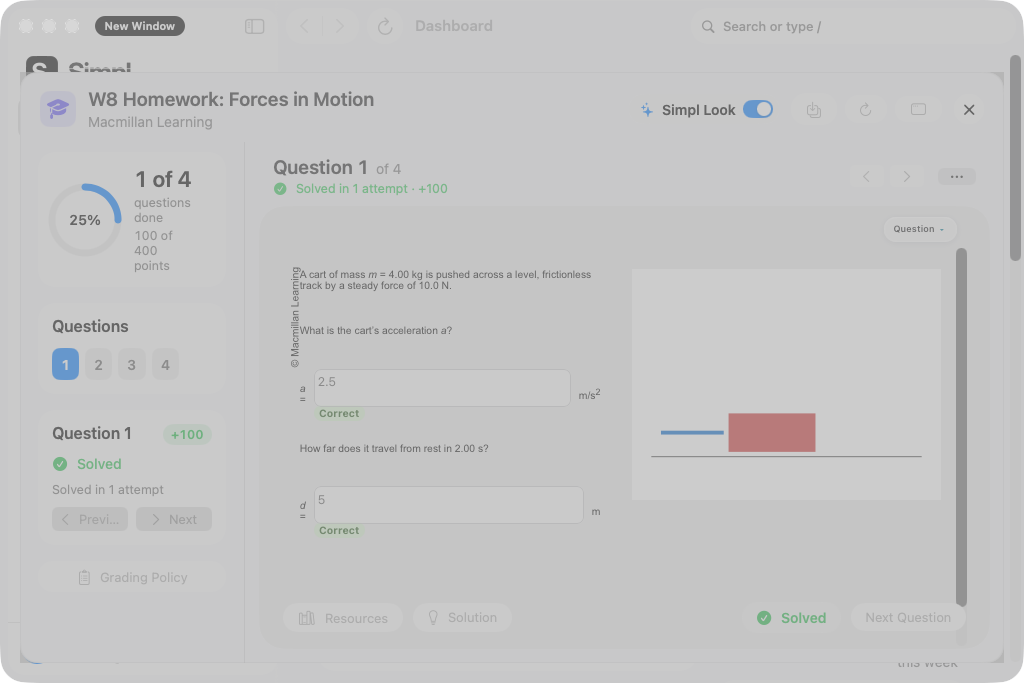 New Window
Dashboard
Search or type /
Simpl
W8 Homework: Forces in Motion
Macmillan Learning
Simpl Look
25%
1 of 4
questions
done
100 of
400
points
Questions
1
2
3
4
Question 1
+100
Solved
Solved in 1 attempt
Previ...
Next
Grading Policy
Question 1 of 4
Solved in 1 attempt · +100
Question
© Macmillan Learning
A cart of mass m = 4.00 kg is pushed across a level, frictionless
track by a steady force of 10.0 N.
What is the cart's acceleration a?
a
=
2.5
m/s²
Correct
How far does it travel from rest in 2.00 s?
d
=
5
m
Correct
Resources
Solution
Solved
Next Question
this week